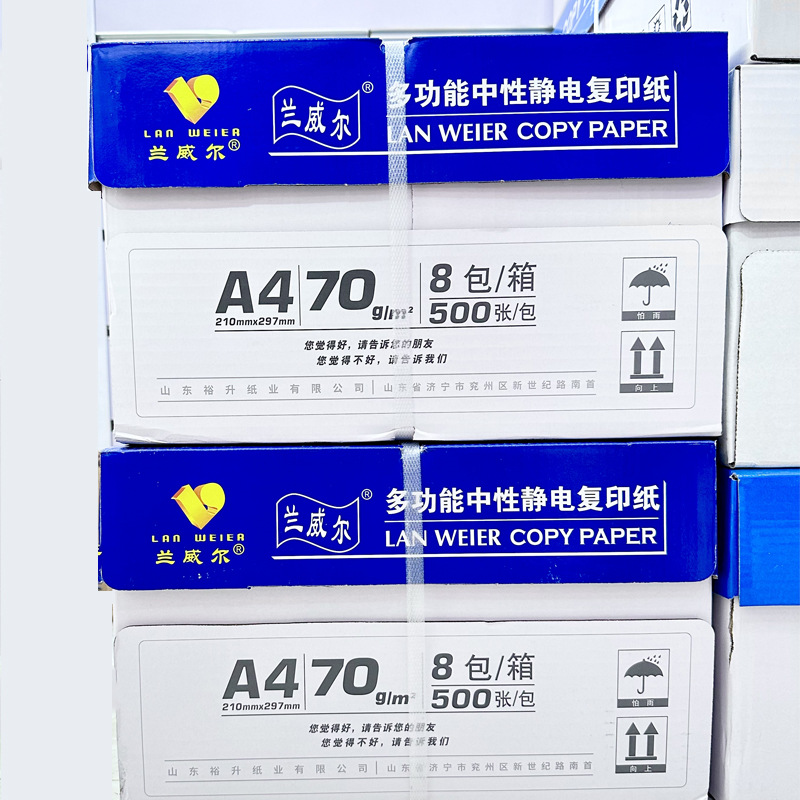 LAN WEIER
兰威尔®
兰威尔®
多功能中性静电复印纸
LAN WEIER COPY PAPER
A4 70g/m²
210mmx297mm
8包/箱
500张/包
您觉得好，请告诉您的朋友
您觉得不好，请告诉我们
山东裕升纸业有限公司 山东省济宁市兖州区新世纪路南首
怕雨
向上
LAN WEIER
兰威尔®
兰威尔®
多功能中性静电复印纸
LAN WEIER COPY PAPER
A4 70g/m²
210mmx297mm
8包/箱
500张/包
您觉得好，请告诉您的朋友
您觉得不好，请告诉我们
山东裕升纸业有限公司 山东省济宁市兖州区新世纪路南首
怕雨
向上